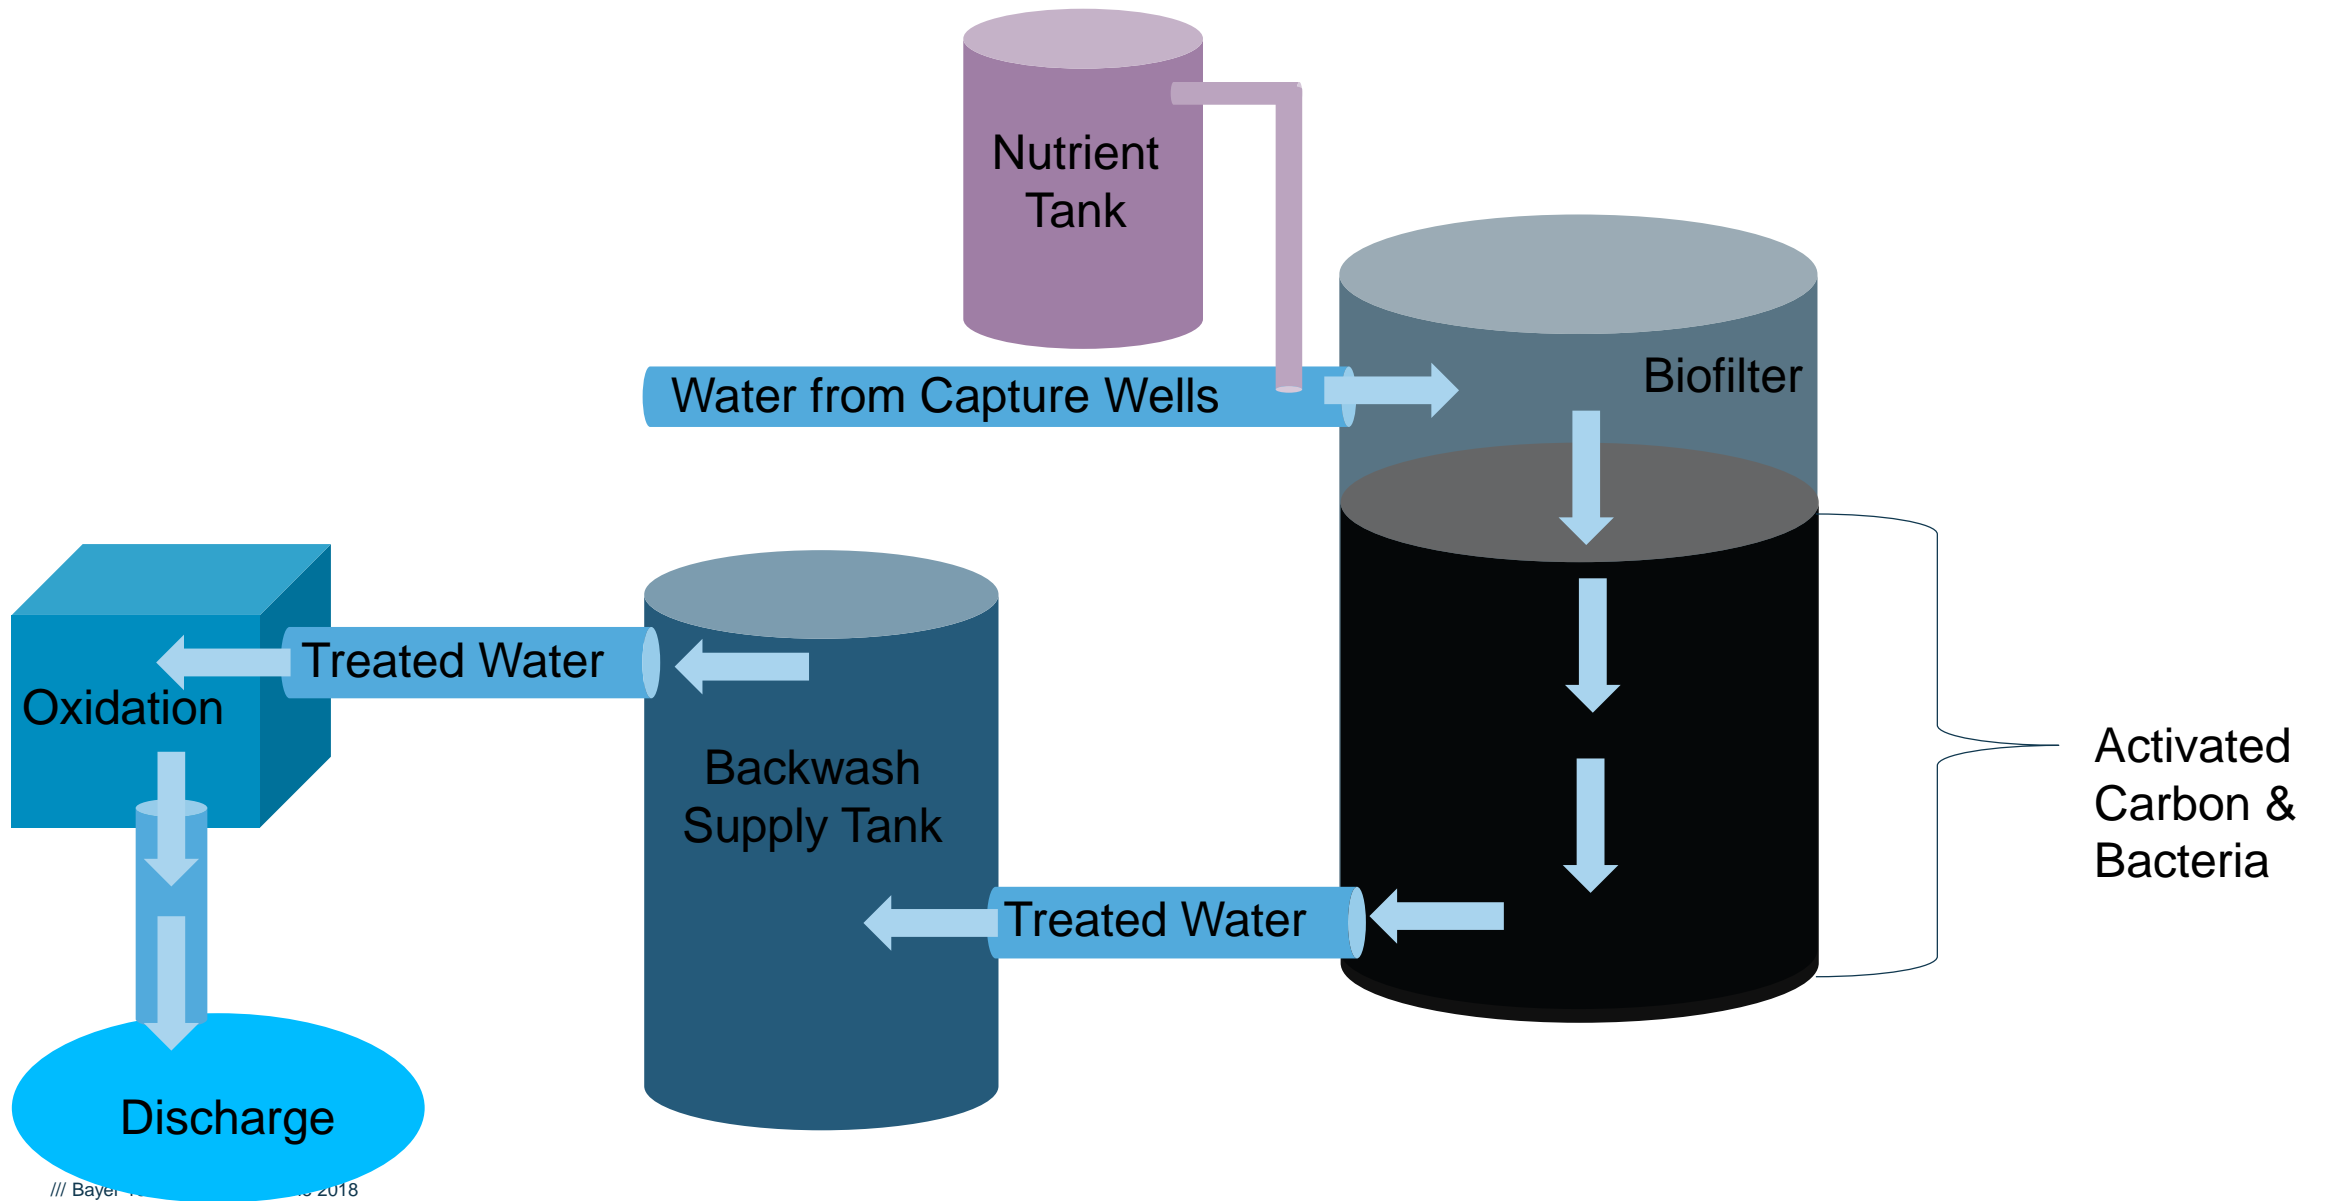 Nutrient
Tank
Water from Capture Wells
Biofilter
Treated Water
Oxidation
Backwash
Supply Tank
Activated
Carbon &
Bacteria
Treated Water
Discharge
/// Bayer 2018